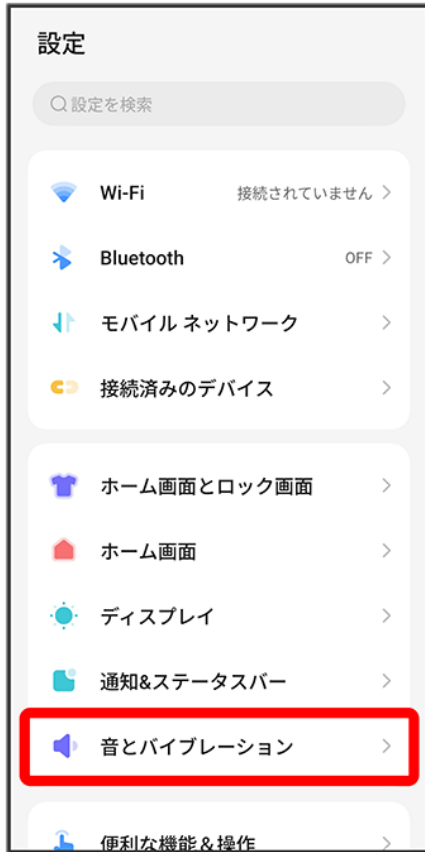 設定
設定を検索
Wi-Fi 接続されていません
Bluetooth OFF
モバイル ネットワーク
接続済みのデバイス
ホーム画面とロック画面
ホーム画面
ディスプレイ
通知&ステータスバー
音とバイブレーション
便利な機能＆操作